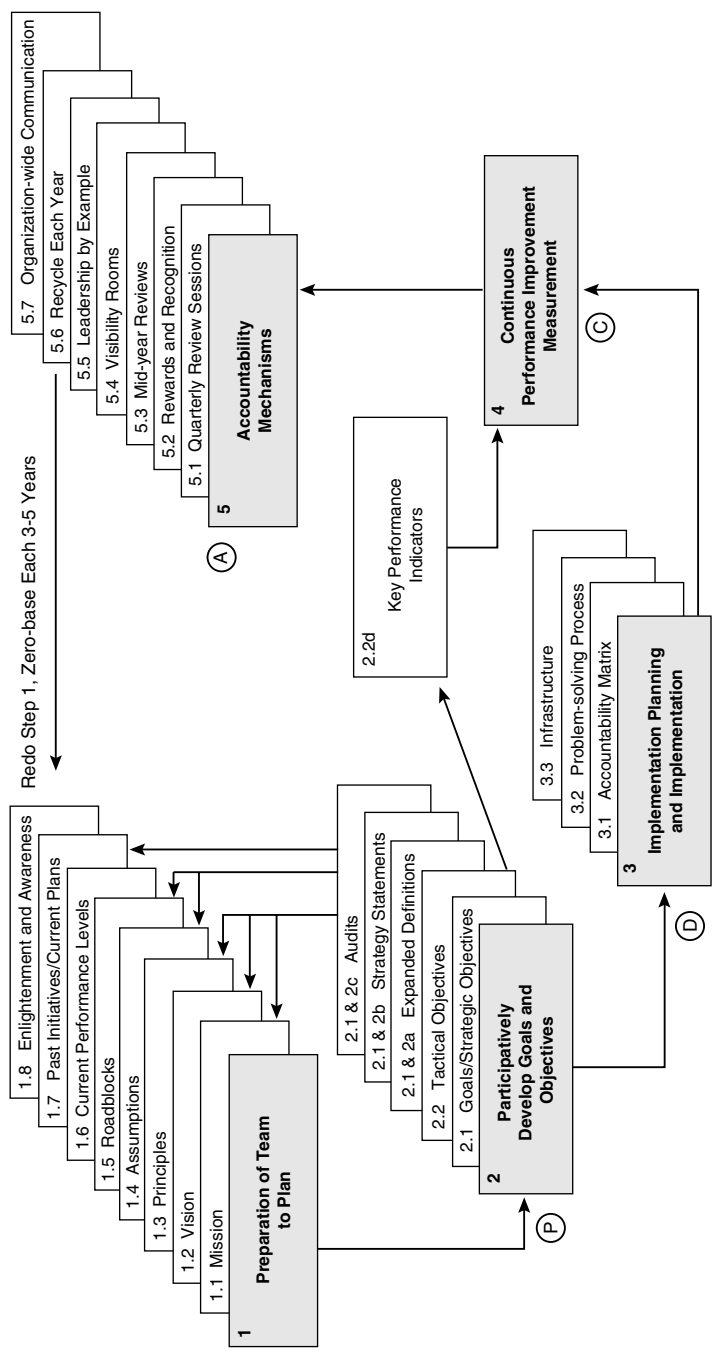 1.8 Enlightenment and Awareness
1.7 Past Initiatives/Current Plans
1.6 Current Performance Levels
1.5 Roadblocks
1.4 Assumptions
1.3 Principles
1.2 Vision
1.1 Mission
1
Preparation of Team
to Plan
Redo Step 1, Zero-base Each 3-5 Years
5.7 Organization-wide Communication
5.6 Recycle Each Year
5.5 Leadership by Example
5.4 Visibility Rooms
5.3 Mid-year Reviews
5.2 Rewards and Recognition
5.1 Quarterly Review Sessions
5
Accountability
Mechanisms
A
2.1 & 2c Audits
2.1 & 2b Strategy Statements
2.1 & 2a Expanded Definitions
2.2 Tactical Objectives
2.1 Goals/Strategic Objectives
2
Participatively
Develop Goals and
Objectives
P
2.2d
Key Performance
Indicators
4
Continuous
Performance Improvement
Measurement
C
3.3 Infrastructure
3.2 Problem-solving Process
3.1 Accountability Matrix
3
Implementation Planning
and Implementation
D